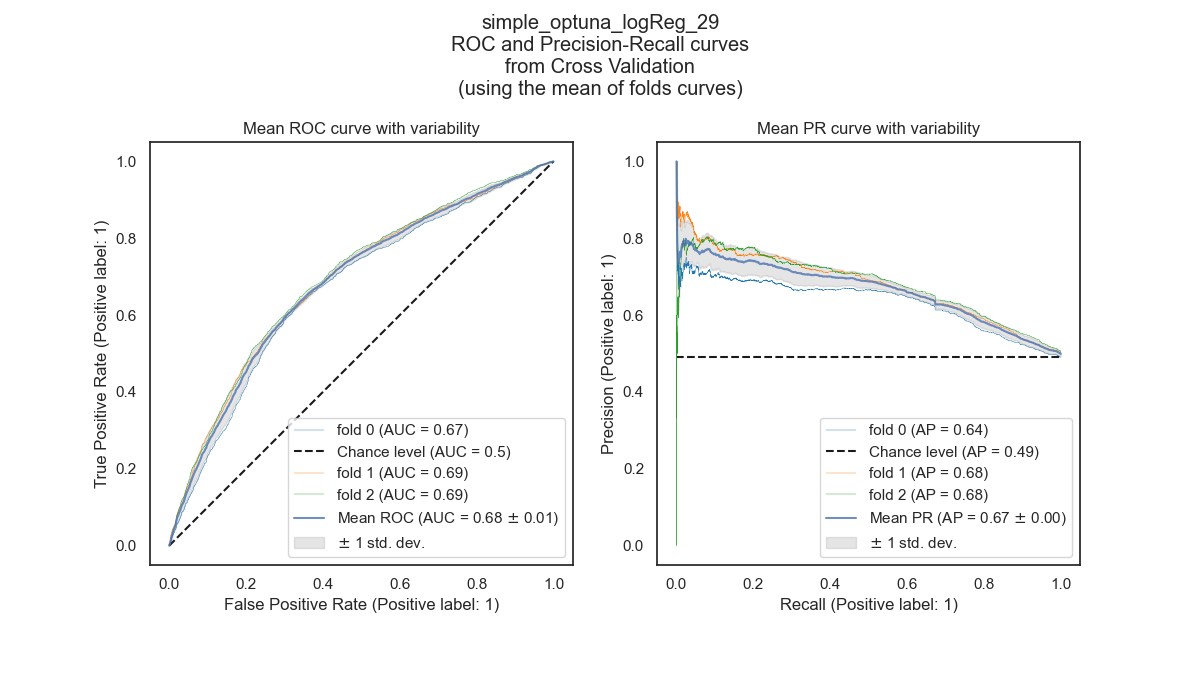 simple_optuna_logReg_29
ROC and Precision-Recall curves
from Cross Validation
(using the mean of folds curves)
Mean ROC curve with variability
True Positive Rate (Positive label: 1)
1.0
0.8
0.6
0.4
0.2
0.0
0.0 0.2 0.4 0.6 0.8 1.0
False Positive Rate (Positive label: 1)
fold 0 (AUC = 0.67)
Chance level (AUC = 0.5)
fold 1 (AUC = 0.69)
fold 2 (AUC = 0.69)
Mean ROC (AUC = 0.68 ± 0.01)
± 1 std. dev.
Mean PR curve with variability
Precision (Positive label: 1)
1.0
0.8
0.6
0.4
0.2
0.0
0.0 0.2 0.4 0.6 0.8 1.0
Recall (Positive label: 1)
fold 0 (AP = 0.64)
Chance level (AP = 0.49)
fold 1 (AP = 0.68)
fold 2 (AP = 0.68)
Mean PR (AP = 0.67 ± 0.00)
± 1 std. dev.